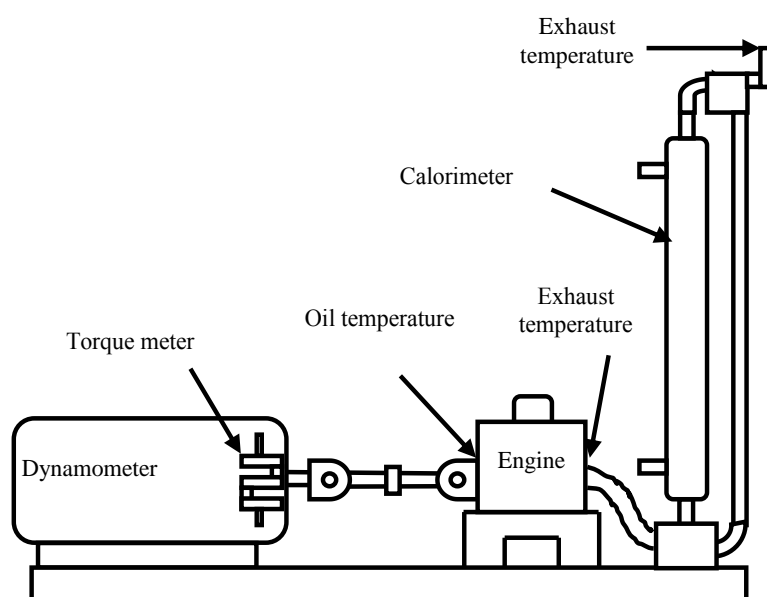 Exhaust
temperature
Calorimeter
Exhaust
temperature
Oil temperature
Torque meter
Engine
Dynamometer